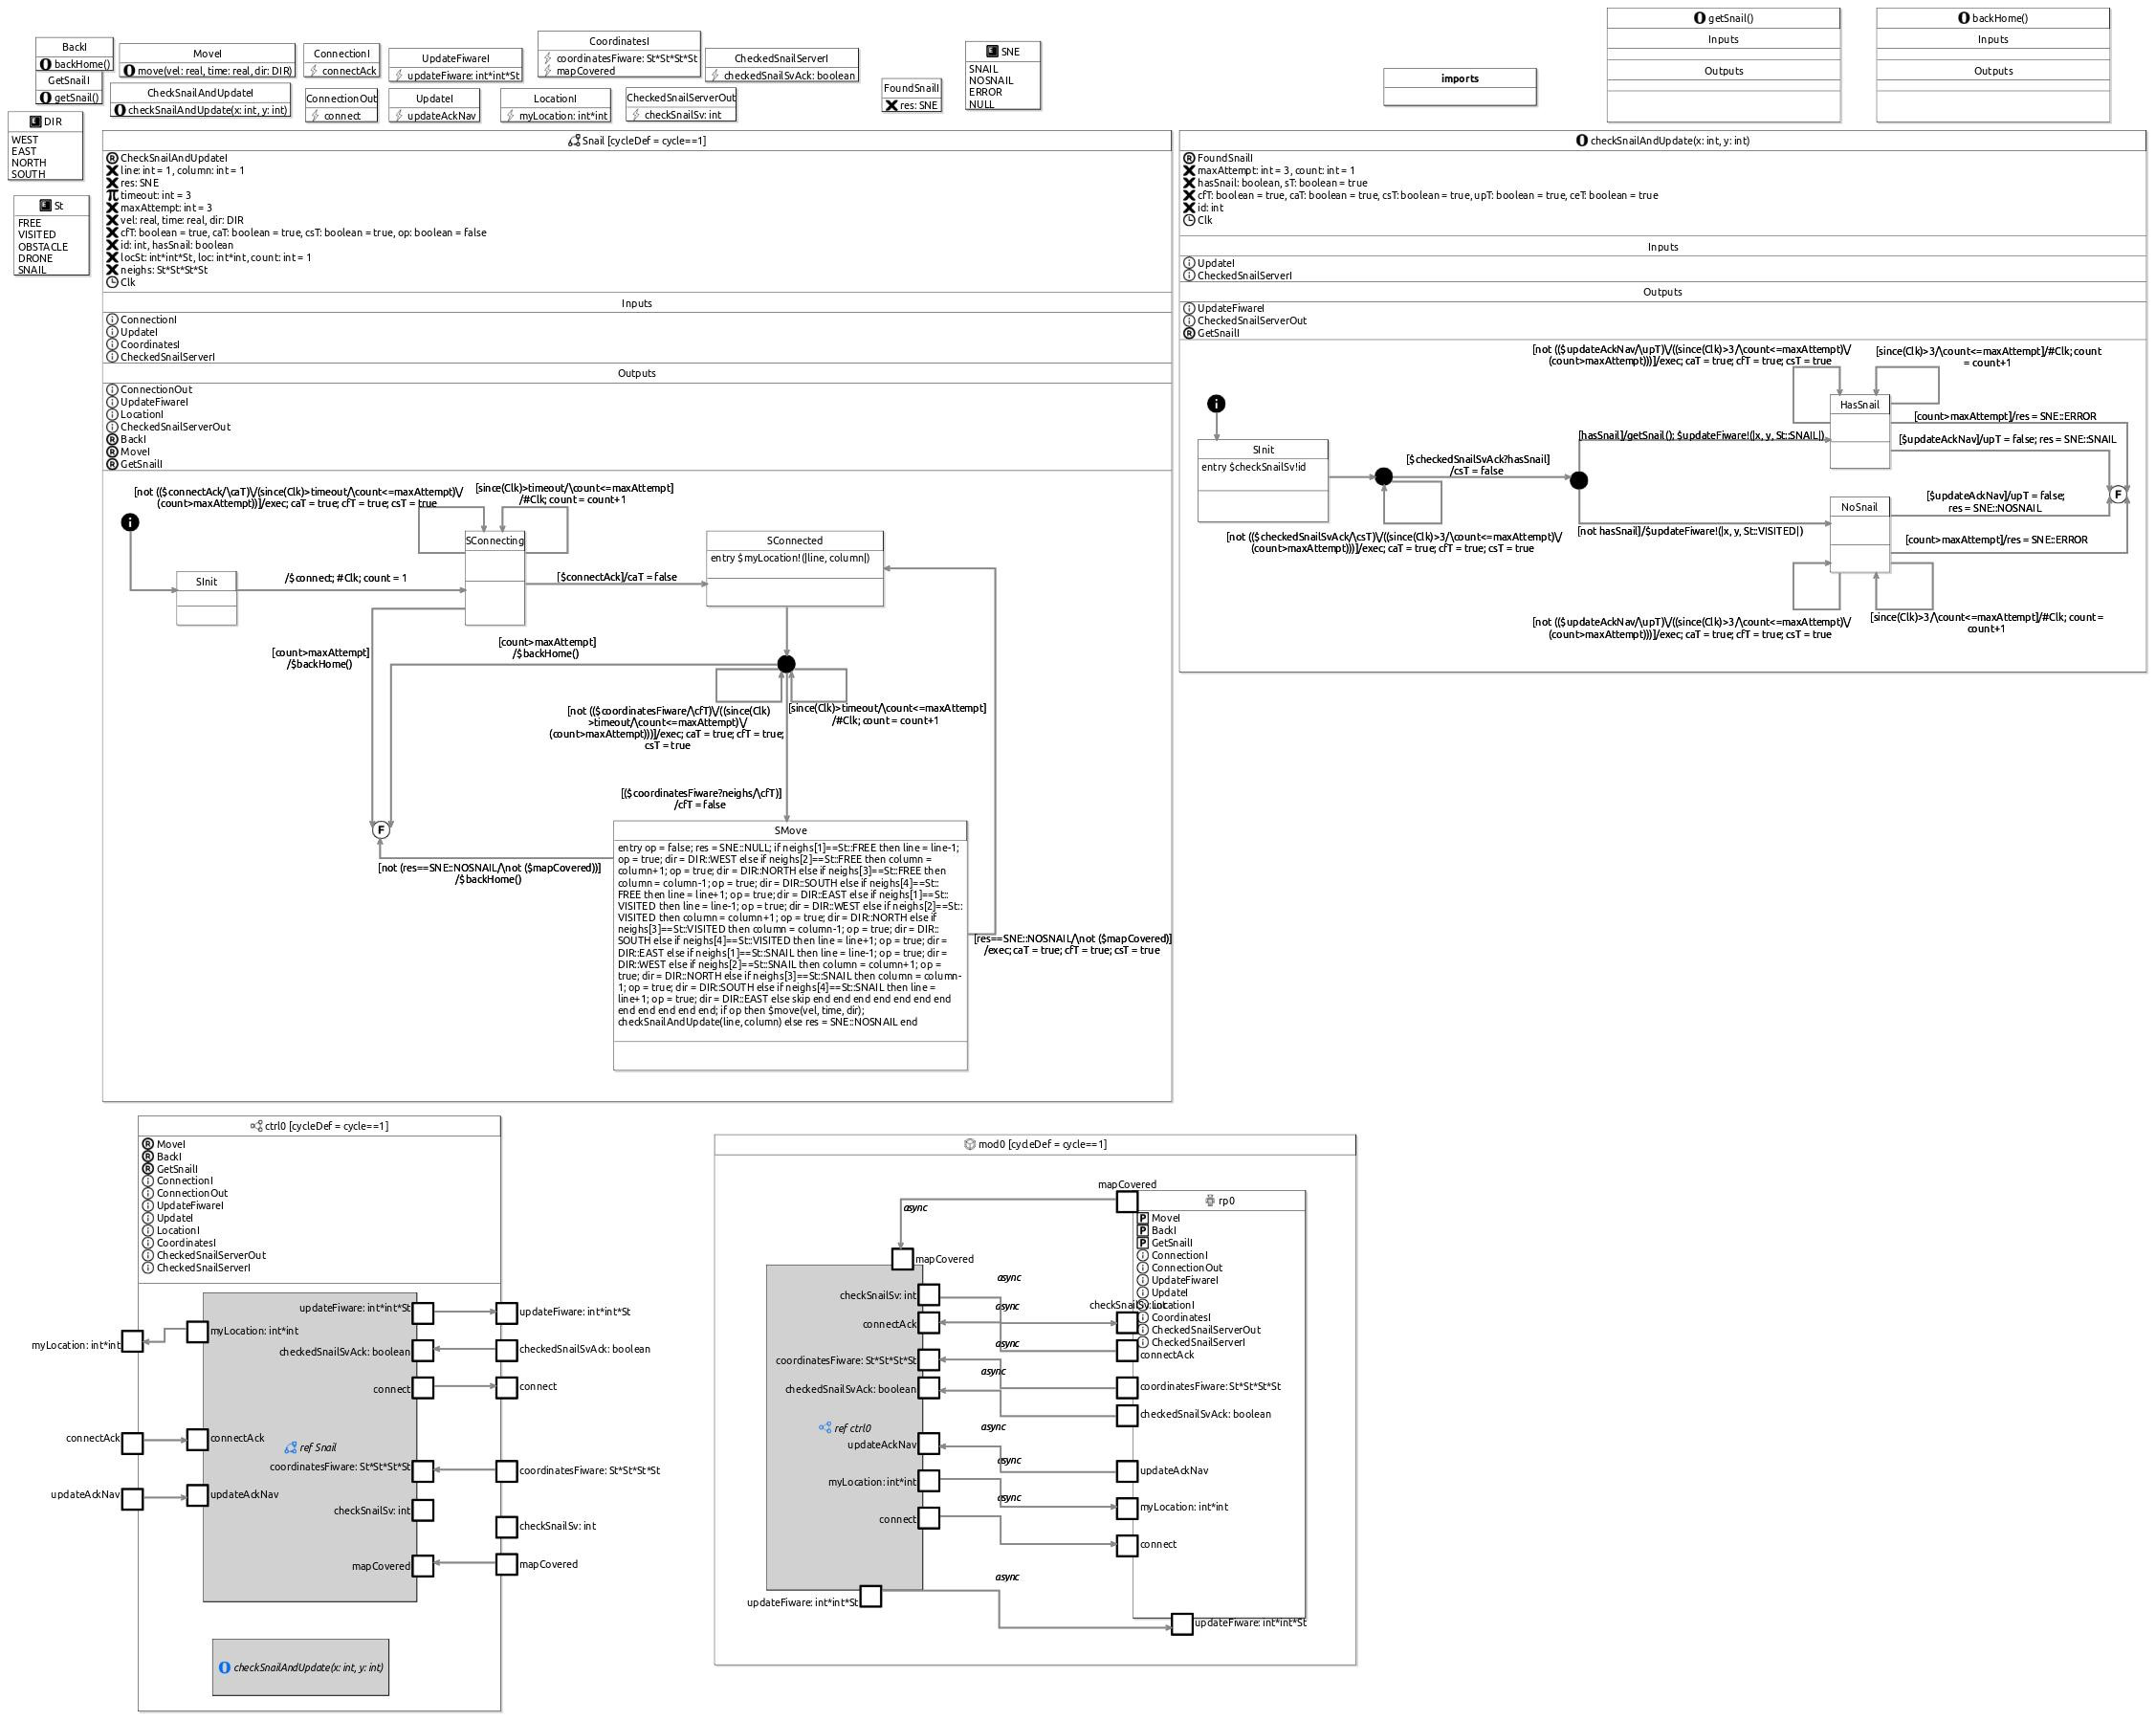 BackI
backHome()
GetSnailI
getSnail()
MoveI
move(vel: real, time: real, dir: DIR)
CheckSnailAndUpdateI
checkSnailAndUpdate(x: int, y: int)
ConnectionI
connectAck
ConnectionOut
connect
UpdateFiwareI
updateFiware: int*int*St
UpdateI
updateAckNav
CoordinatesI
coordinatesFiware: St*St*St*St
mapCovered
LocationI
myLocation: int*int
CheckedSnailServerI
checkedSnailSvAck: boolean
CheckedSnailServerOut
checkSnailSv: int
FoundSnailI
res: SNE
SNE
SNAIL
NOSNAIL
ERROR
NULL
imports
getSnail()
Inputs
Outputs
backHome()
Inputs
Outputs
DIR
WEST
EAST
NORTH
SOUTH
St
FREE
VISITED
OBSTACLE
DRONE
SNAIL
Snail [cycleDef = cycle==1]
CheckSnailAndUpdateI
line: int = 1, column: int = 1
res: SNE
timeout: int = 3
maxAttempt: int = 3
vel: real, time: real, dir: DIR
cfT: boolean = true, caT: boolean = true, csT: boolean = true, op: boolean = false
id: int, hasSnail: boolean
locSt: int*int*St, loc: int*int, count: int = 1
neighs: St*St*St*St
Clk
Inputs
ConnectionI
UpdateI
CoordinatesI
CheckedSnailServerI
Outputs
ConnectionOut
UpdateFiwareI
LocationI
CheckedSnailServerOut
BackI
MoveI
GetSnailI
[not (($connectAck/\caT)\/(since(Clk)>timeout/\count<=maxAttempt)\/
(count>maxAttempt))]/exec; caT = true; cfT = true; csT = true
[since(Clk)>timeout/\count<=maxAttempt]
/#Clk; count = count+1
SInit
/$connect; #Clk; count = 1
SConnecting
[$connectAck]/caT = false
SConnected
entry $myLocation!(|line, column|)
[count>maxAttempt]
/$backHome()
[count>maxAttempt]
/$backHome()
[not (($coordinatesFiware/\cfT)\/((since(Clk)
>timeout/\count<=maxAttempt)\/
(count>maxAttempt)))]/exec; caT = true; cfT = true;
csT = true
[since(Clk)>timeout/\count<=maxAttempt]
/#Clk; count = count+1
[($coordinatesFiware?neighs/\cfT)]
/cfT = false
F
[not (res==SNE::NOSNAIL/\not ($mapCovered))]
/$backHome()
SMove
entry op = false; res = SNE::NULL; if neighs[1]==St::FREE then line = line-1;
op = true; dir = DIR::WEST else if neighs[2]==St::FREE then column =
column+1; op = true; dir = DIR::NORTH else if neighs[3]==St::FREE then
column = column-1; op = true; dir = DIR::SOUTH else if neighs[4]==St::
FREE then line = line+1; op = true; dir = DIR::EAST else if neighs[1]==St::
VISITED then line = line-1; op = true; dir = DIR::WEST else if neighs[2]==St::
VISITED then column = column+1; op = true; dir = DIR::NORTH else if
neighs[3]==St::VISITED then column = column-1; op = true; dir = DIR::
SOUTH else if neighs[4]==St::VISITED then line = line+1; op = true; dir =
DIR::EAST else if neighs[1]==St::SNAIL then line = line-1; op = true; dir =
DIR::WEST else if neighs[2]==St::SNAIL then column = column+1; op =
true; dir = DIR::NORTH else if neighs[3]==St::SNAIL then column = column-
1; op = true; dir = DIR::SOUTH else if neighs[4]==St::SNAIL then line =
line+1; op = true; dir = DIR::EAST else skip end end end end end end end
end end end end end; if op then $move(vel, time, dir);
checkSnailAndUpdate(line, column) else res = SNE::NOSNAIL end
[res==SNE::NOSNAIL/\not ($mapCovered)]
/exec; caT = true; cfT = true; csT = true
checkSnailAndUpdate(x: int, y: int)
FoundSnailI
maxAttempt: int = 3, count: int = 1
hasSnail: boolean, sT: boolean = true
cfT: boolean = true, caT: boolean = true, csT: boolean = true, upT: boolean = true, ceT: boolean = true
id: int
Clk
Inputs
UpdateI
CheckedSnailServerI
Outputs
UpdateFiwareI
CheckedSnailServerOut
GetSnailI
[not (($updateAckNav/\upT)\/((since(Clk)>3/\count<=maxAttempt)\/
(count>maxAttempt)))]/exec; caT = true; cfT = true; csT = true
[since(Clk)>3/\count<=maxAttempt]/#Clk; count
= count+1
HasSnail
[count>maxAttempt]/res = SNE::ERROR
[hasSnail]/getSnail(); $updateFiware!(|x, y, St::SNAIL|)
[$updateAckNav]/upT = false; res = SNE::SNAIL
SInit
entry $checkSnailSv!id
[$checkedSnailSvAck?hasSnail]
/csT = false
F
[$updateAckNav]/upT = false;
res = SNE::NOSNAIL
NoSnail
[not hasSnail]/$updateFiware!(|x, y, St::VISITED|)
[not (($checkedSnailSvAck/\csT)\/((since(Clk)>3/\count<=maxAttempt)\/
(count>maxAttempt)))]/exec; caT = true; cfT = true; csT = true
[count>maxAttempt]/res = SNE::ERROR
[not (($updateAckNav/\upT)\/((since(Clk)>3/\count<=maxAttempt)\/
(count>maxAttempt)))]/exec; caT = true; cfT = true; csT = true
[since(Clk)>3/\count<=maxAttempt]/#Clk; count =
count+1
ctrl0 [cycleDef = cycle==1]
MoveI
BackI
GetSnailI
ConnectionI
ConnectionOut
UpdateFiwareI
UpdateI
LocationI
CoordinatesI
CheckedSnailServerOut
CheckedSnailServerI
updateFiware: int*int*St
updateFiware: int*int*St
myLocation: int*int
myLocation: int*int
checkedSnailSvAck: boolean
checkedSnailSvAck: boolean
connect
connect
connectAck
connectAck
ref Snail
coordinatesFiware: St*St*St*St
coordinatesFiware: St*St*St*St
updateAckNav
updateAckNav
checkSnailSv: int
checkSnailSv: int
mapCovered
mapCovered
checkSnailAndUpdate(x: int, y: int)
mod0 [cycleDef = cycle==1]
mapCovered
async
rp0
MoveI
BackI
GetSnailI
ConnectionI
ConnectionOut
UpdateFiwareI
UpdateI
LocationI
CoordinatesI
CheckedSnailServerOut
CheckedSnailServerI
mapCovered
checkSnailSv: int
async
checkSnailSv: int
async
connectAck
async
connectAck
coordinatesFiware: St*St*St*St
async
coordinatesFiware: St*St*St*St
checkedSnailSvAck: boolean
checkedSnailSvAck: boolean
ref ctrl0
async
updateAckNav
async
updateAckNav
myLocation: int*int
async
myLocation: int*int
connect
connect
async
updateFiware: int*int*St
updateFiware: int*int*St